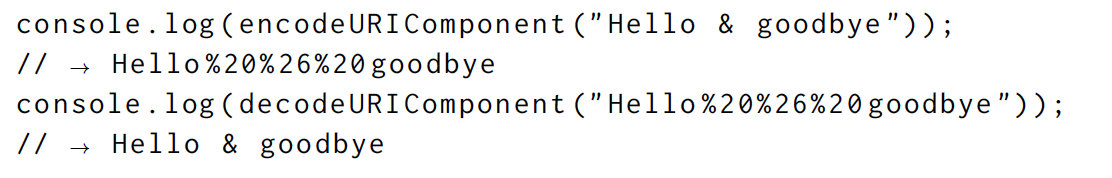 console.log(encodeURIComponent("Hello & goodbye"));
// → Hello%20%26%20goodbye
console.log(decodeURIComponent("Hello%20%26%20goodbye"));
// → Hello & goodbye